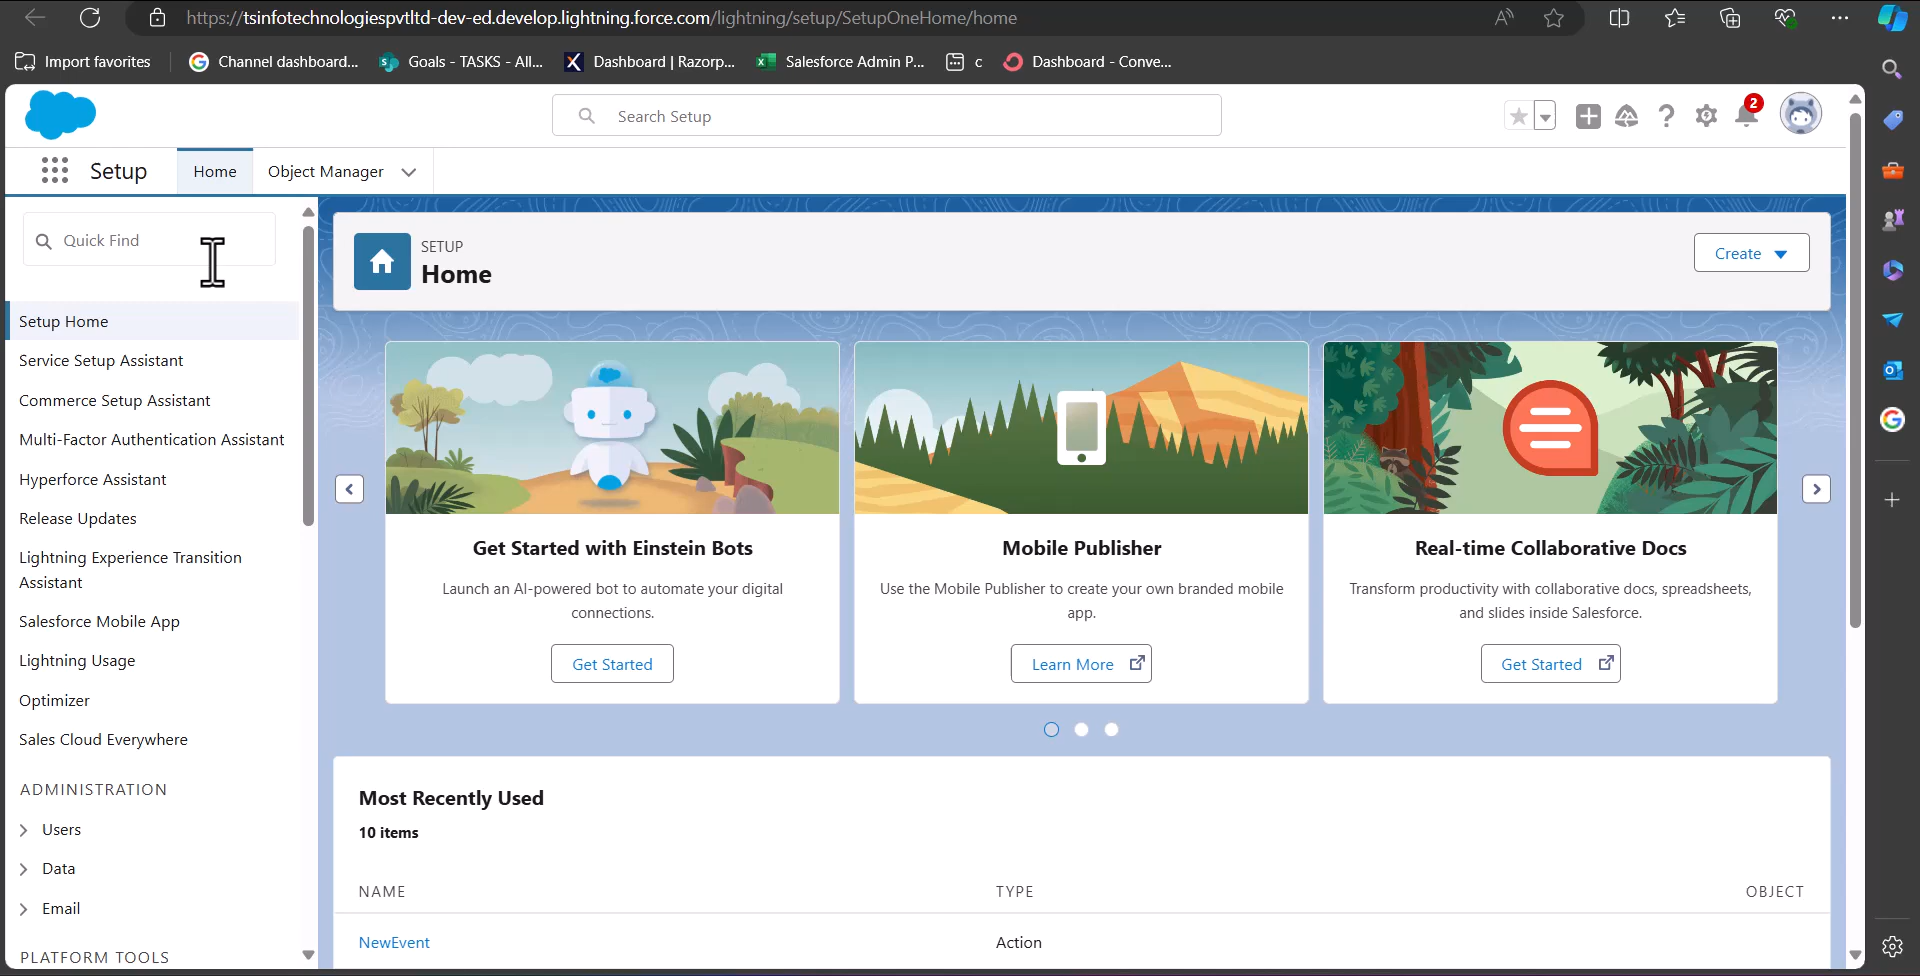 https://tsinfotechnologiespvtltd-dev-ed.develop.lightning.force.com/lightning/setup/SetupOneHome/home
Import favorites
Channel dashboard...
Goals - TASKS - All...
Dashboard | Razorp...
Salesforce Admin P...
c
Dashboard - Conve...
Search Setup
2
Setup
Home
Object Manager
Quick Find
Setup Home
Service Setup Assistant
Commerce Setup Assistant
Multi-Factor Authentication Assistant
Hyperforce Assistant
Release Updates
Lightning Experience Transition
Assistant
Salesforce Mobile App
Lightning Usage
Optimizer
Sales Cloud Everywhere
ADMINISTRATION
Users
Data
Email
PLATFORM TOOLS
SETUP
Home
Create
Get Started with Einstein Bots
Launch an AI-powered bot to automate your digital
connections.
Get Started
Mobile Publisher
Use the Mobile Publisher to create your own branded mobile
app.
Learn More
Real-time Collaborative Docs
Transform productivity with collaborative docs, spreadsheets,
and slides inside Salesforce.
Get Started
Most Recently Used
10 items
NAME
TYPE
OBJECT
NewEvent
Action